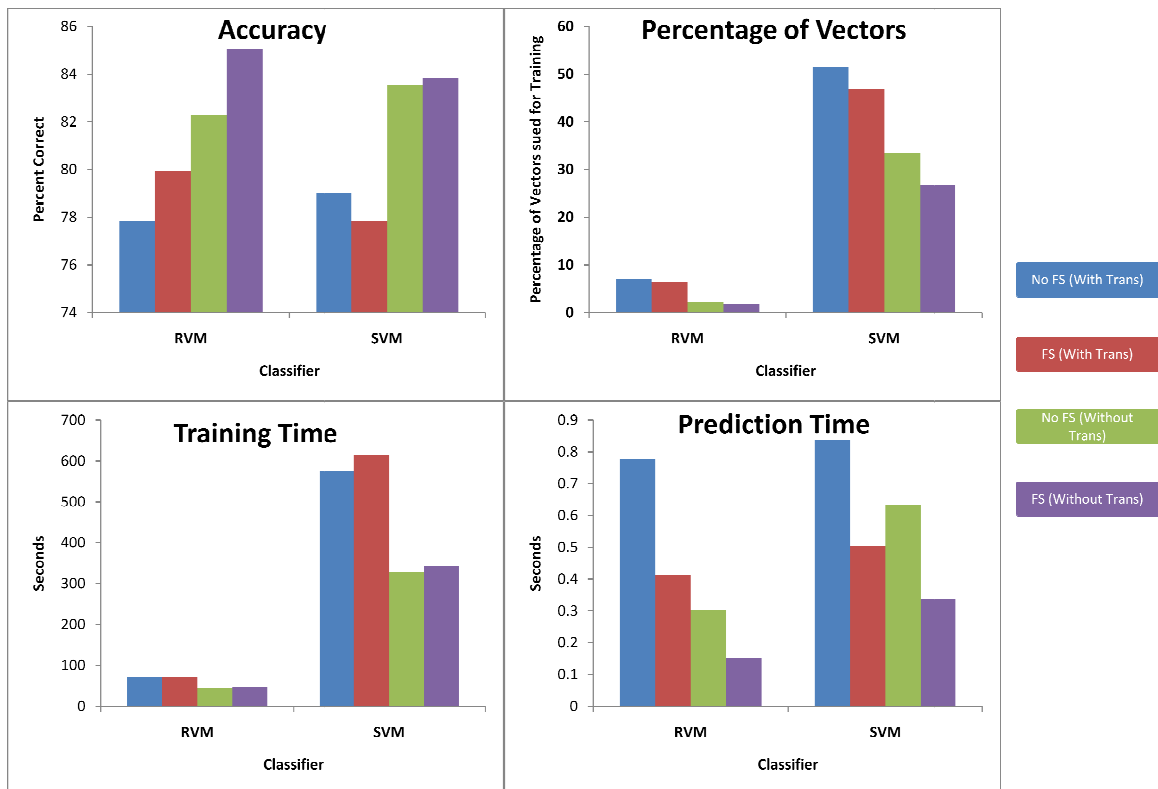 Accuracy
Percent Correct
86
84
82
80
78
76
74
RVM
SVM
Classifier
Percentage of Vectors
Percentage of Vectors sued for Training
60
50
40
30
20
10
0
RVM
SVM
Classifier
Training Time
Seconds
700
600
500
400
300
200
100
0
RVM
SVM
Classifier
Prediction Time
Seconds
0.9
0.8
0.7
0.6
0.5
0.4
0.3
0.2
0.1
0
RVM
SVM
Classifier
No FS (With Trans)
FS (With Trans)
No FS (Without
Trans)
FS (Without Trans)